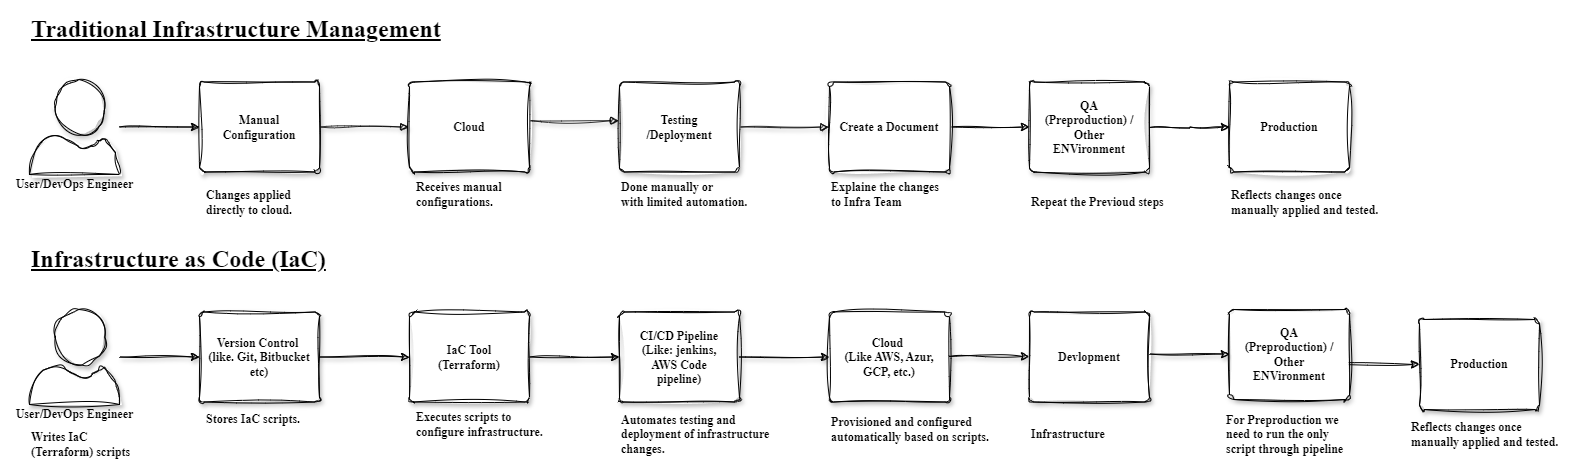 Traditional Infrastructure Management
Manual
Configuration
Cloud
Testing
/Deployment
Create a Document
QA
(Preproduction) /
Other
ENVironment
Production
User/DevOps Engineer
Changes applied
directly to cloud.
Receives manual
configurations.
Done manually or
with limited automation.
Explaine the changes
to Infra Team
Repeat the Previoud steps
Reflects changes once
manually applied and tested.
Infrastructure as Code (IaC)
Version Control
(like. Git, Bitbucket
etc)
IaC Tool
(Terraform)
CI/CD Pipeline
(Like: jenkins,
AWS Code
pipeline)
Cloud
(Like AWS, Azur,
GCP, etc.)
Devlopment
QA
(Preproduction) /
Other
ENVironment
Production
User/DevOps Engineer
Writes IaC
(Terraform) scripts
Stores IaC scripts.
Executes scripts to
configure infrastructure.
Automates testing and
deployment of infrastructure
changes.
Provisioned and configured
automatically based on scripts.
Infrastructure
For Preproduction we
need to run the only
script through pipeline
Reflects changes once
manually applied and tested.